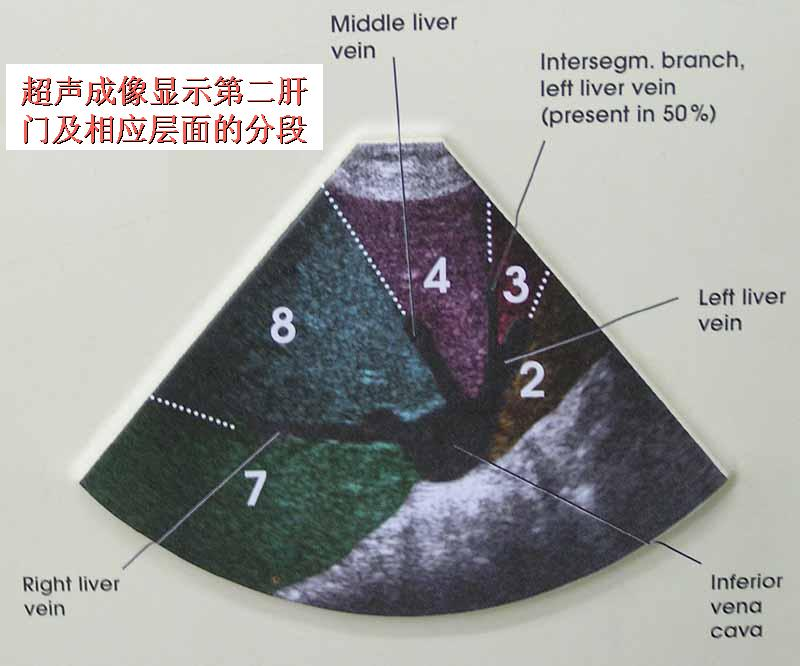 Middle liver
vein
Intersegm. branch,
left liver vein
(present in 50%)
超声成像显示第二肝
门及相应层面的分段
4
3
8
Left liver
vein
2
7
Right liver
vein
Inferior
vena
cava